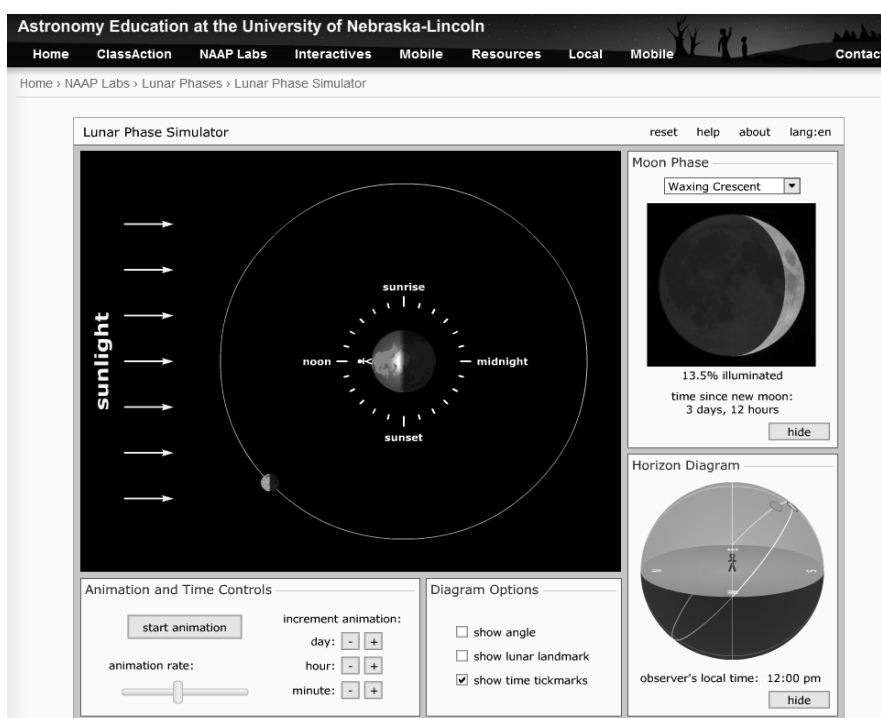 Astronomy Education at the University of Nebraska-Lincoln
Home ClassAction NAAP Labs Interactives Mobile Resources Local Mobile Contact
Home › NAAP Labs › Lunar Phases › Lunar Phase Simulator
Lunar Phase Simulator reset help about lang:en
sunlight
sunrise
noon
midnight
sunset
Moon Phase
Waxing Crescent
13.5% illuminated
time since new moon:
3 days, 12 hours
hide
Horizon Diagram
observer's local time: 12:00 pm
hide
Animation and Time Controls
start animation
animation rate:
increment animation:
day: - +
hour: - +
minute: - +
Diagram Options
show angle
show lunar landmark
show time tickmarks